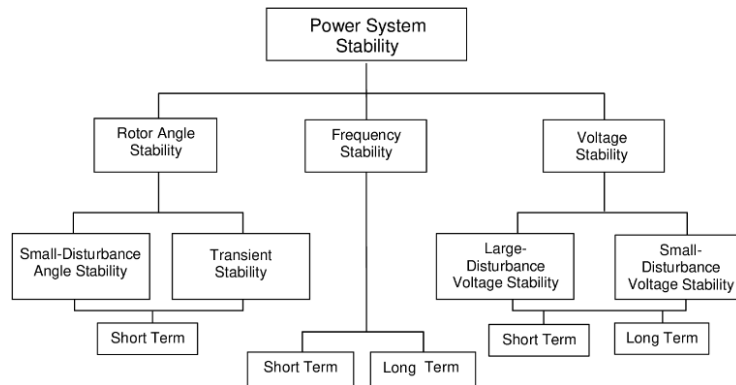 Power System
Stability
Rotor Angle
Stability
Frequency
Stability
Voltage
Stability
Small-Disturbance
Angle Stability
Transient
Stability
Large-
Disturbance
Voltage Stability
Small-
Disturbance
Voltage Stability
Short Term
Short Term
Long Term
Short Term
Long Term